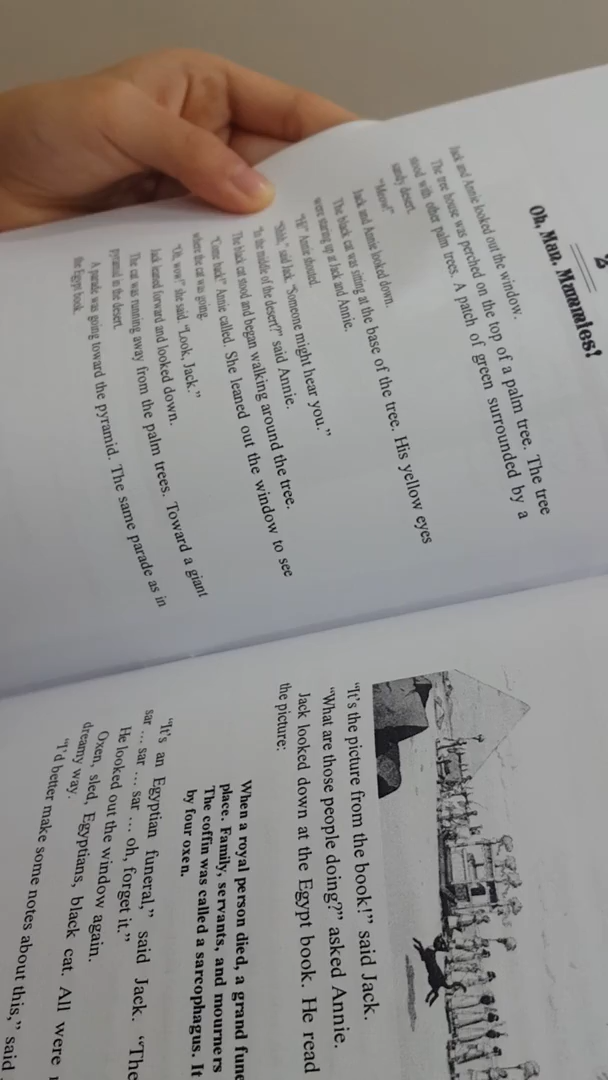 2
Oh, Man. Mummies!
Jack and Annie looked out the window.
The tree house was perched on the top of a palm tree. The tree
stood with other palm trees. A patch of green surrounded by a
sandy desert.
"Meow!"
Jack and Annie looked down.
The black cat was sitting at the base of the tree. His yellow eyes
were staring up at Jack and Annie.
"Hi!" Annie shouted.
"Shhh," said Jack. "Someone might hear you."
"In the middle of the desert?" said Annie.
The black cat stood and began walking around the tree.
"Come back!" Annie called. She leaned out the window to see
where the cat was going.
"Oh, wow!" she said. "Look, Jack."
Jack leaned forward and looked down.
The cat was running away from the palm trees. Toward a giant
pyramid in the desert.
A parade was going toward the pyramid. The same parade as in
the Egypt book.
"It's the picture from the book!" said Jack.
"What are those people doing?" asked Annie.
Jack looked down at the Egypt book. He read
the picture:
When a royal person died, a grand fune
place. Family, servants, and mourners
The coffin was called a sarcophagus. It
by four oxen.
"It's an Egyptian funeral," said Jack. "The
sar ... sar ... sar ... oh, forget it."
He looked out the window again.
Oxen, sled, Egyptians, black cat. All were
dreamy way.
"I'd better make some notes about this," said